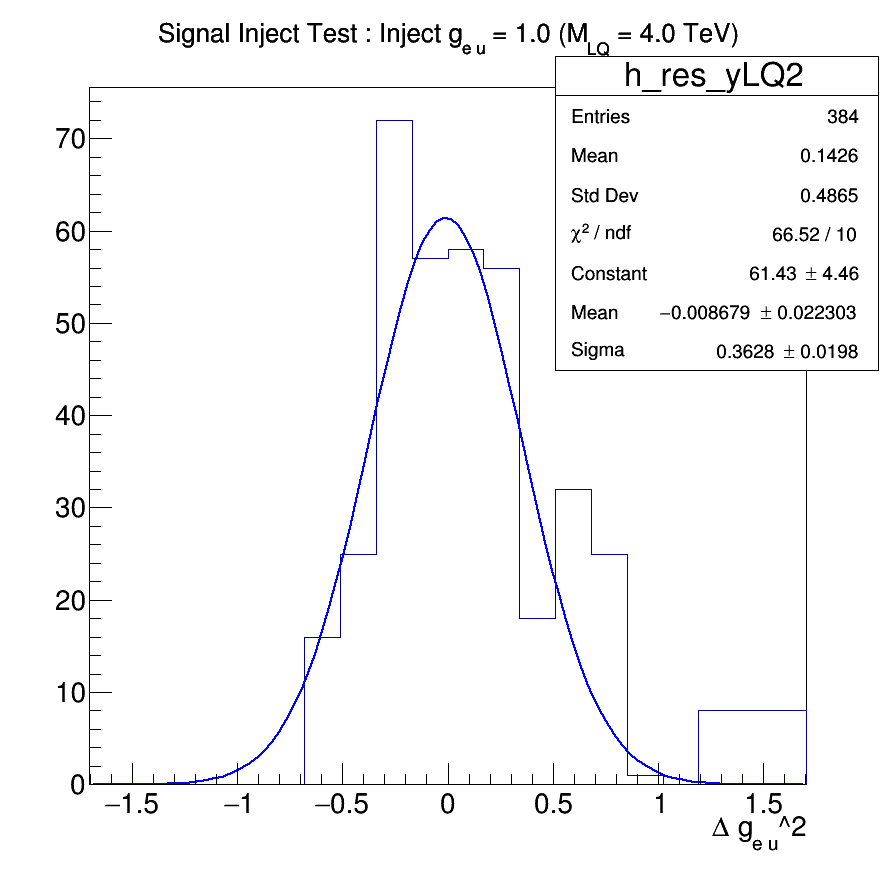 Signal Inject Test : Inject g_e u = 1.0 (M_LQ = 4.0 TeV)
h_res_yLQ2
Entries 384
Mean 0.1426
Std Dev 0.4865
χ² / ndf 66.52 / 10
Constant 61.43 ± 4.46
Mean −0.008679 ± 0.022303
Sigma 0.3628 ± 0.0198
70
60
50
40
30
20
10
0
−1.5 −1 −0.5 0 0.5 1 1.5
Δ g_e u^2